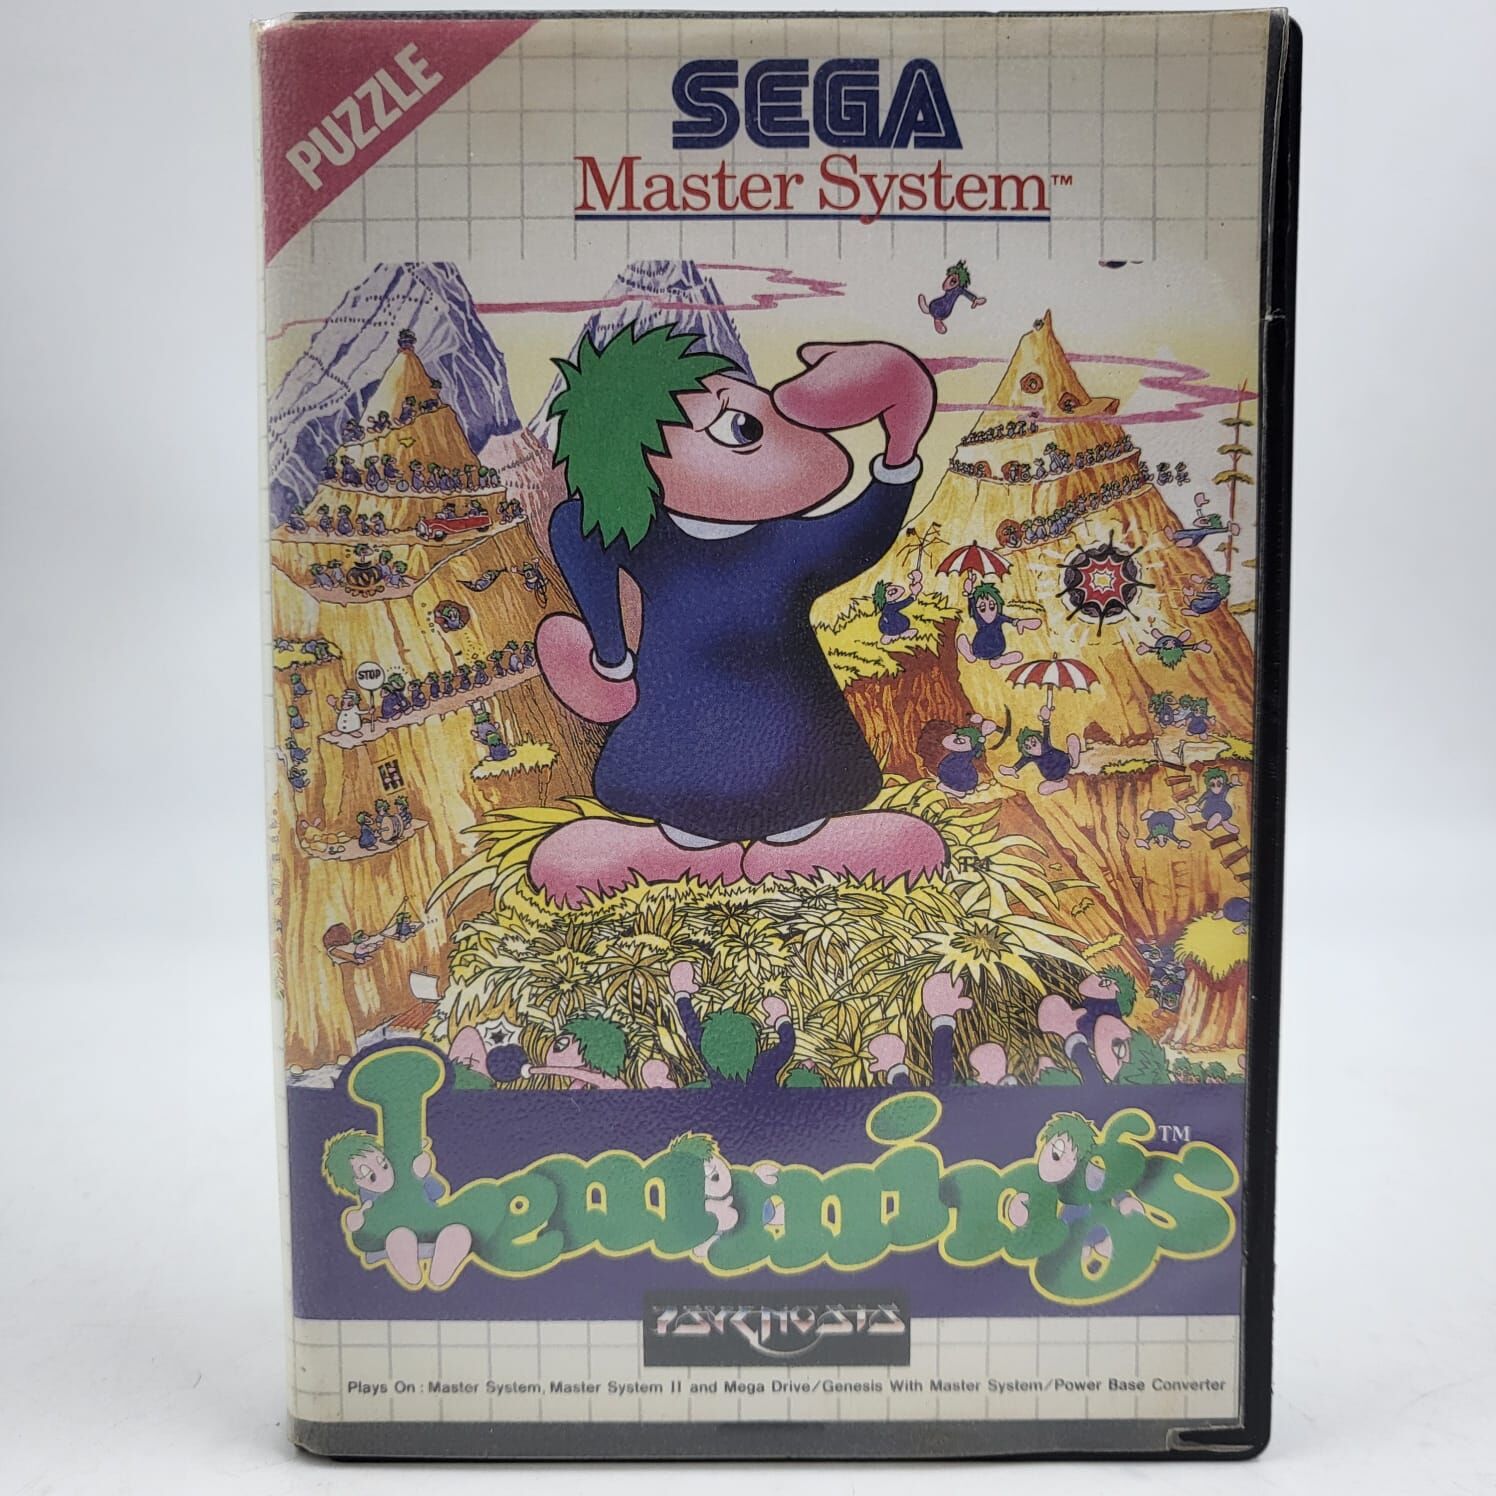 PUZZLE
SEGA
Master System™
STOP
TM
Lemmings™
PSYGNOSIS
Plays On : Master System, Master System II and Mega Drive/Genesis With Master System/Power Base Converter